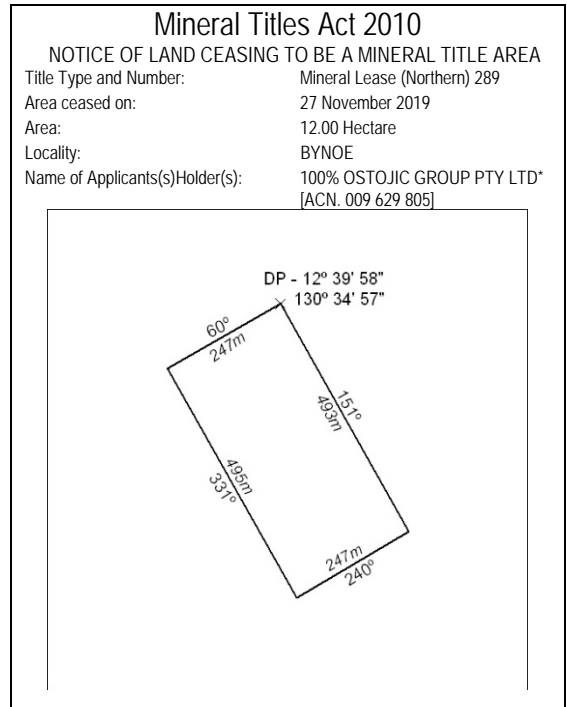 Mineral Titles Act 2010
NOTICE OF LAND CEASING TO BE A MINERAL TITLE AREA
Title Type and Number: Mineral Lease (Northern) 289
Area ceased on: 27 November 2019
Area: 12.00 Hectare
Locality: BYNOE
Name of Applicants(s)Holder(s): 100% OSTOJIC GROUP PTY LTD*
[ACN. 009 629 805]
DP - 12º 39' 58"
130º 34' 57"
60º
247m
151º
493m
495m
331º
247m
240º